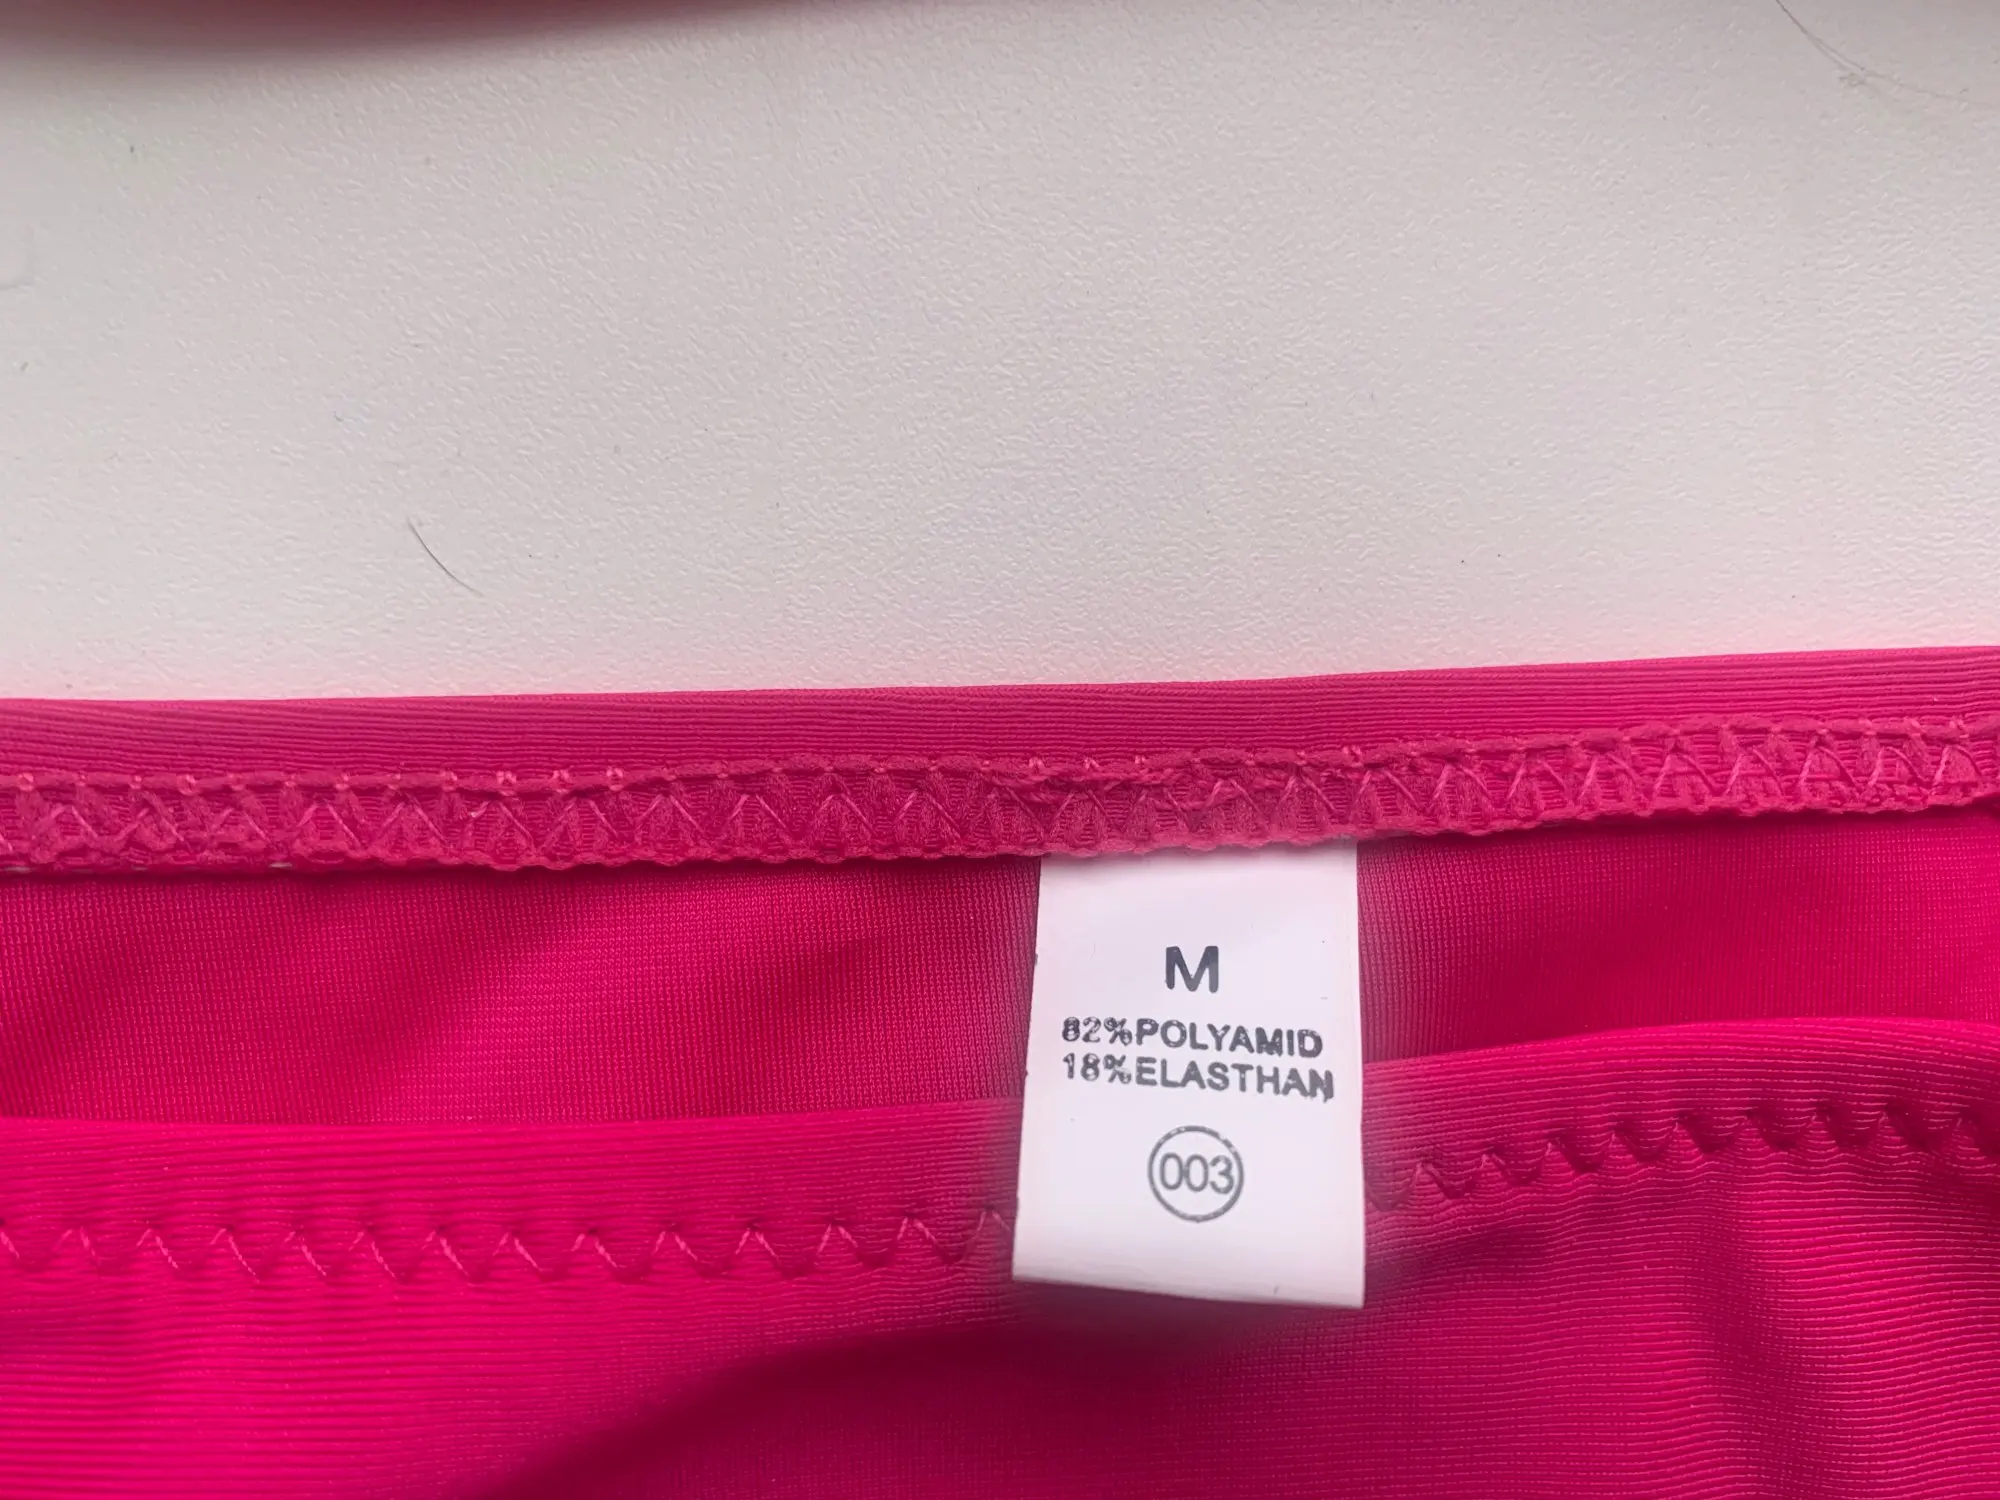 M
82%POLYAMID
18%ELASTHAN
003